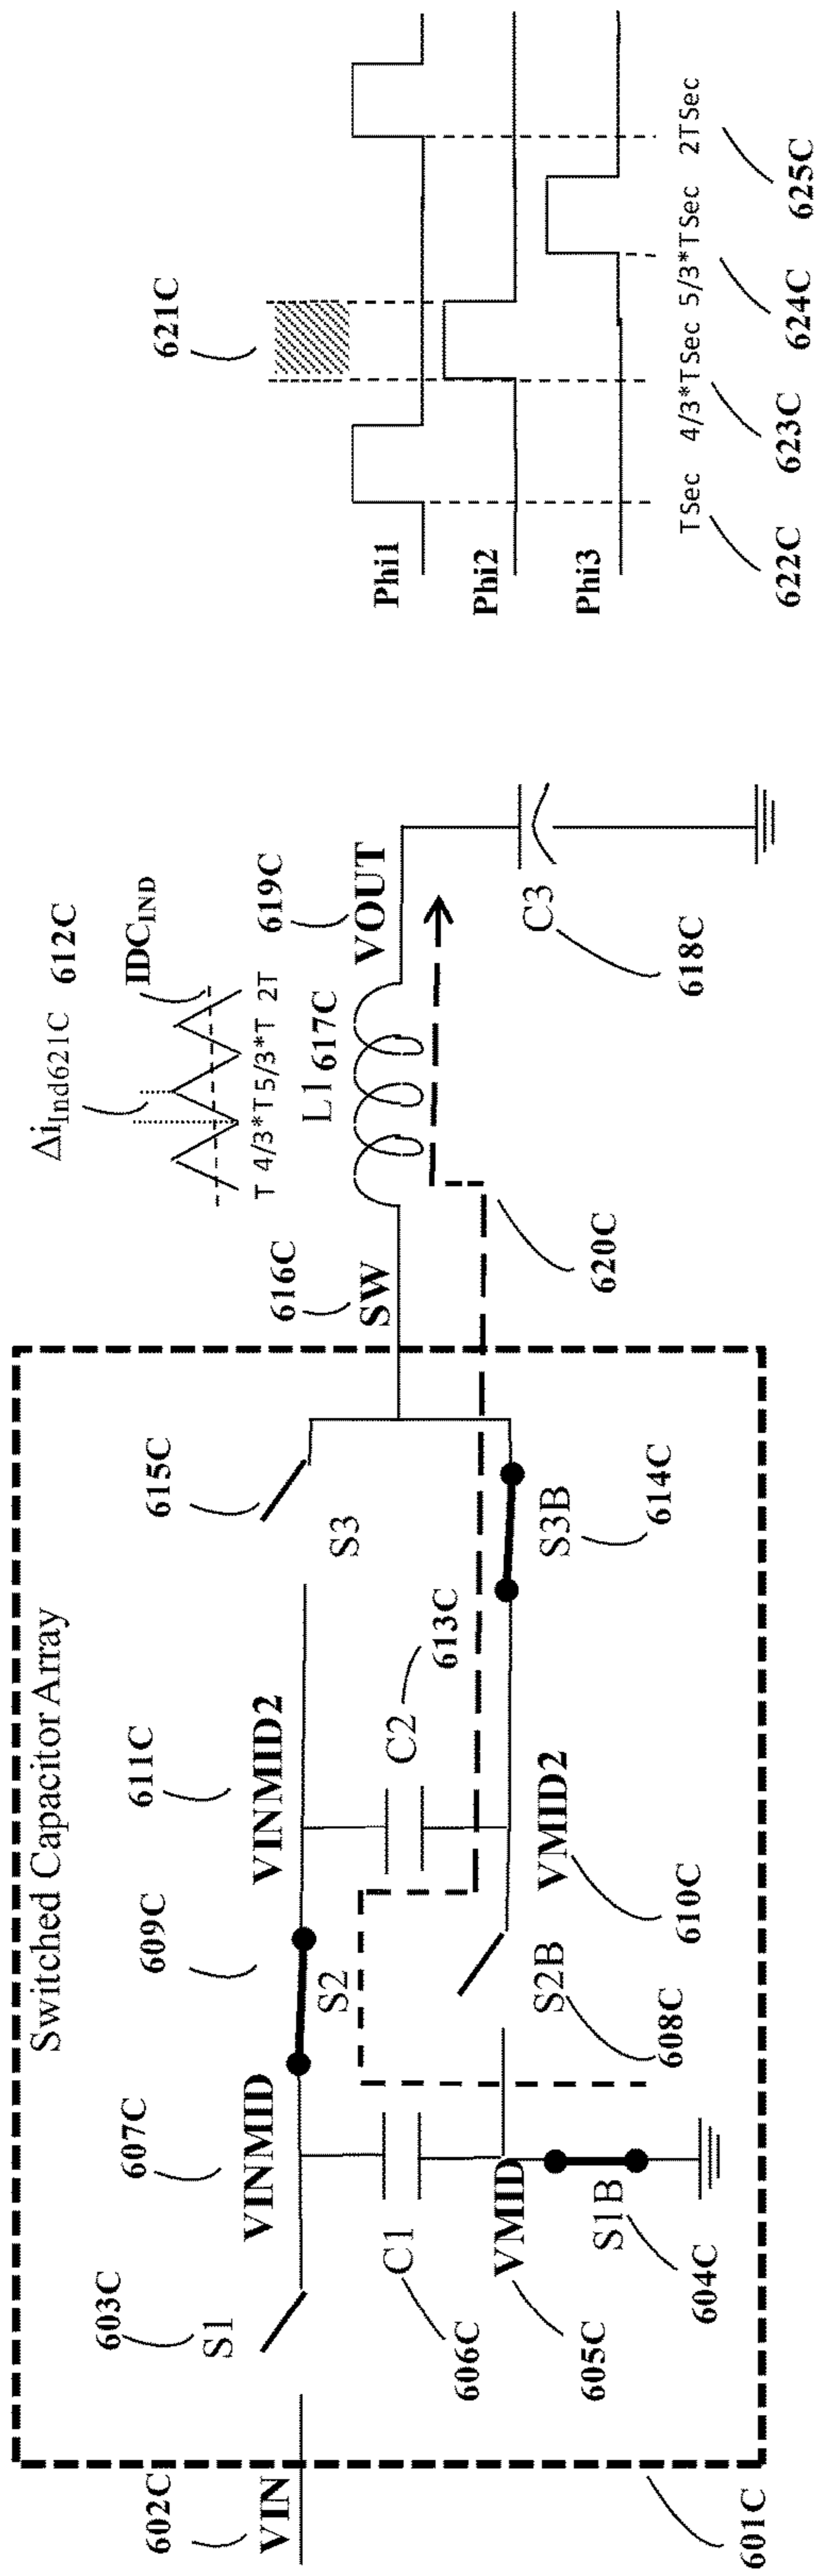 Switched Capacitor Array
602C
VIN
603C
S1
607C
VINMID
C1
606C
VMID
605C
S1B
604C
601C
609C
S2
S2B
608C
611C
VINMID2
C2
613C
VMID2
610C
615C
S3
S3B
614C
616C
SW
620C
ΔiInd621C
612C
IDCIND
T 4/3*T 5/3*T 2T
L1
617C
619C
VOUT
C3
618C
621C
Phi1
Phi2
Phi3
TSec 4/3*TSec 5/3*TSec 2TSec
622C
623C
624C
625C